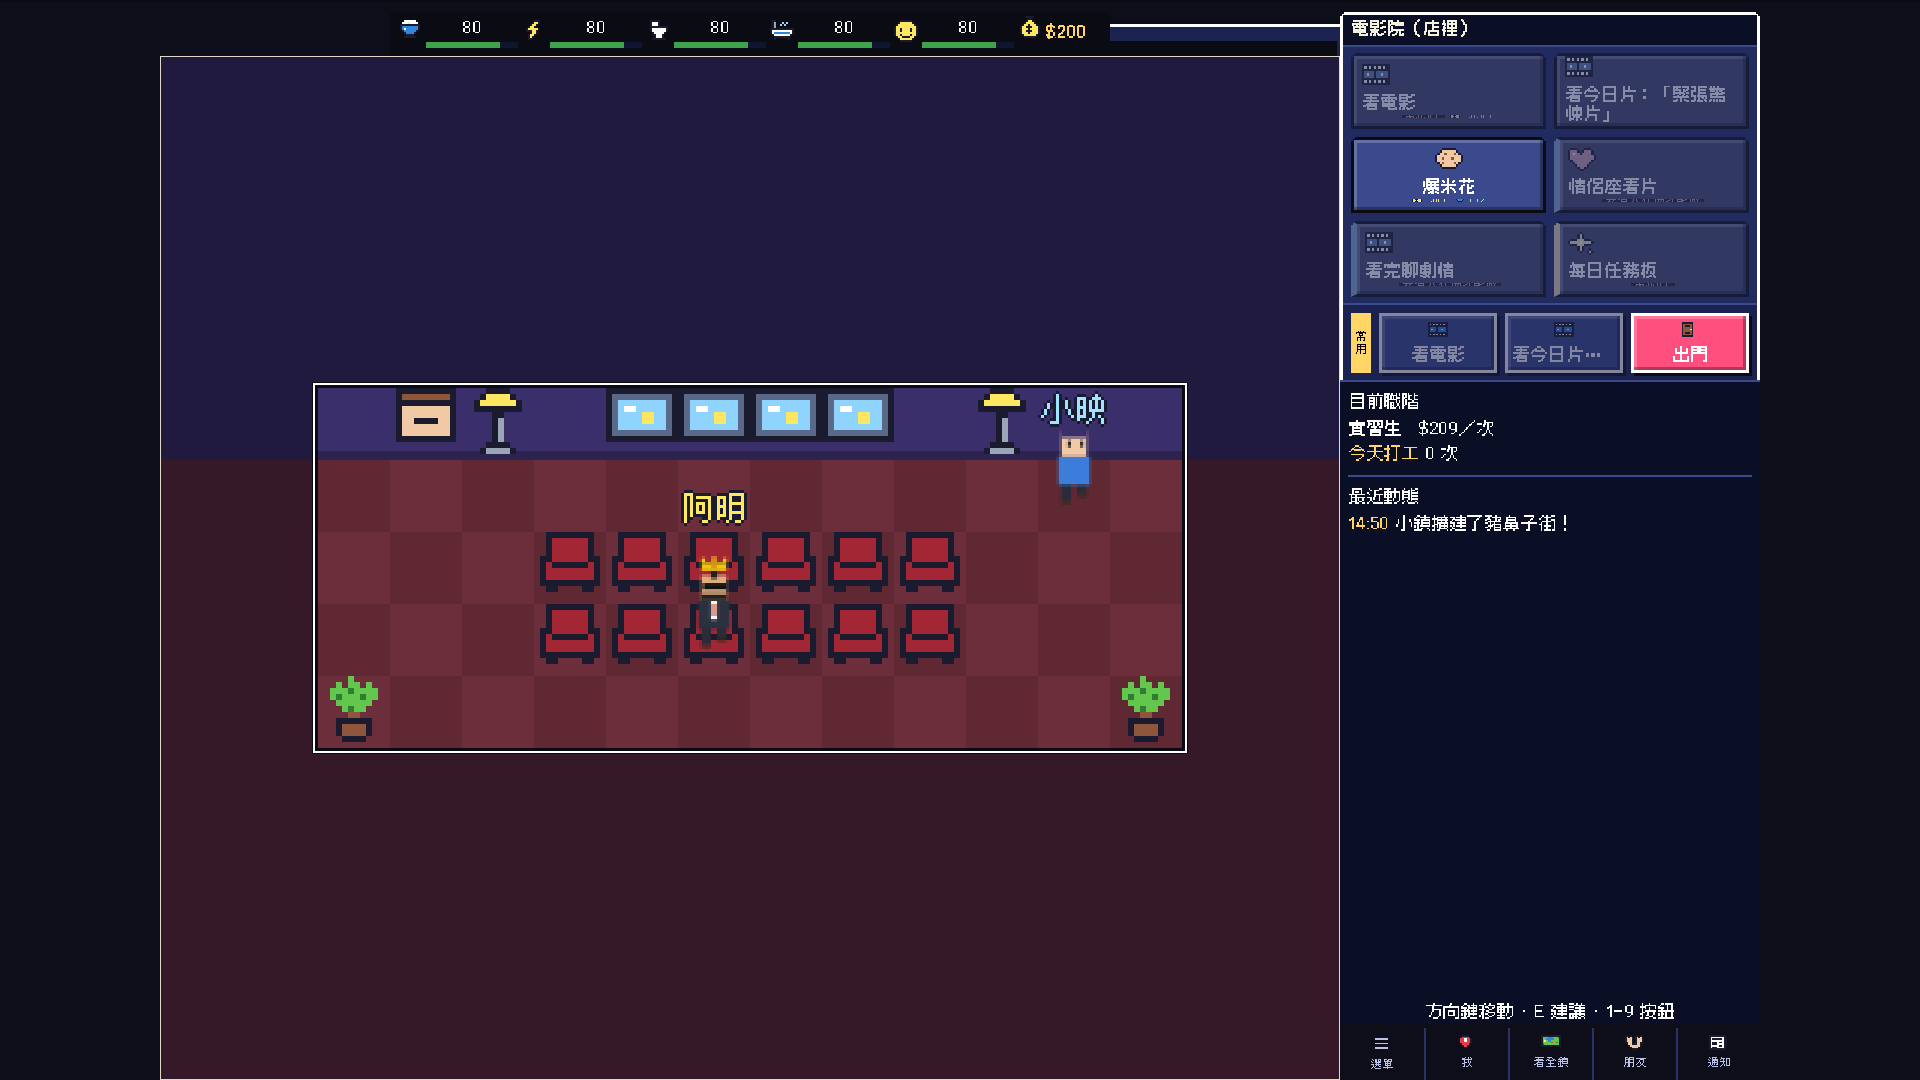 80
80
80
80
80
$200
電影院（店裡）
看電影
看今日片：「緊張驚
悚片」
爆米花
情侶座看片
看完聊劇情
每日任務板
常用
看電影
看今日片…
出門
目前職階
實習生 $209／次
今天打工 0 次
最近動態
14:50 小鎮擴建了豬鼻子街！
小映
阿明
方向鍵移動 · E 建議 · 1-9 按鈕
選單
我
看全鎮
朋友
通知